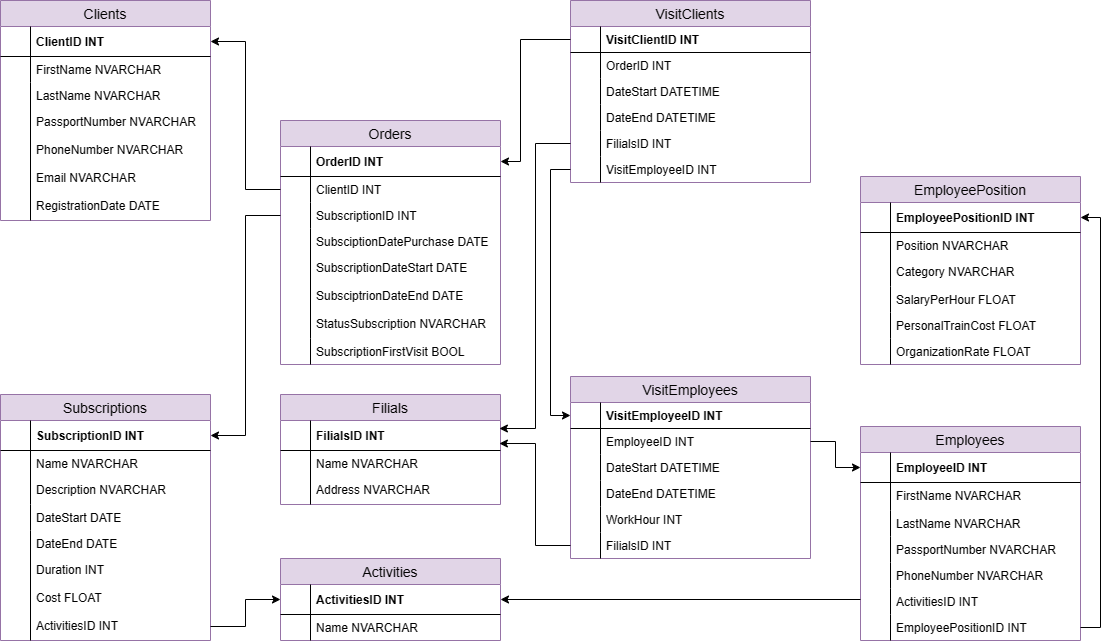 Clients
ClientID INT
FirstName NVARCHAR
LastName NVARCHAR
PassportNumber NVARCHAR
PhoneNumber NVARCHAR
Email NVARCHAR
RegistrationDate DATE
Orders
OrderID INT
ClientID INT
SubscriptionID INT
SubsciptionDatePurchase DATE
SubscriptionDateStart DATE
SubsciptrionDateEnd DATE
StatusSubscription NVARCHAR
SubscriptionFirstVisit BOOL
VisitClients
VisitClientID INT
OrderID INT
DateStart DATETIME
DateEnd DATETIME
FilialsID INT
VisitEmployeeID INT
EmployeePosition
EmployeePositionID INT
Position NVARCHAR
Category NVARCHAR
SalaryPerHour FLOAT
PersonalTrainCost FLOAT
OrganizationRate FLOAT
Subscriptions
SubscriptionID INT
Name NVARCHAR
Description NVARCHAR
DateStart DATE
DateEnd DATE
Duration INT
Cost FLOAT
ActivitiesID INT
Filials
FilialsID INT
Name NVARCHAR
Address NVARCHAR
Activities
ActivitiesID INT
Name NVARCHAR
VisitEmployees
VisitEmployeeID INT
EmployeeID INT
DateStart DATETIME
DateEnd DATETIME
WorkHour INT
FilialsID INT
Employees
EmployeeID INT
FirstName NVARCHAR
LastName NVARCHAR
PassportNumber NVARCHAR
PhoneNumber NVARCHAR
ActivitiesID INT
EmployeePositionID INT